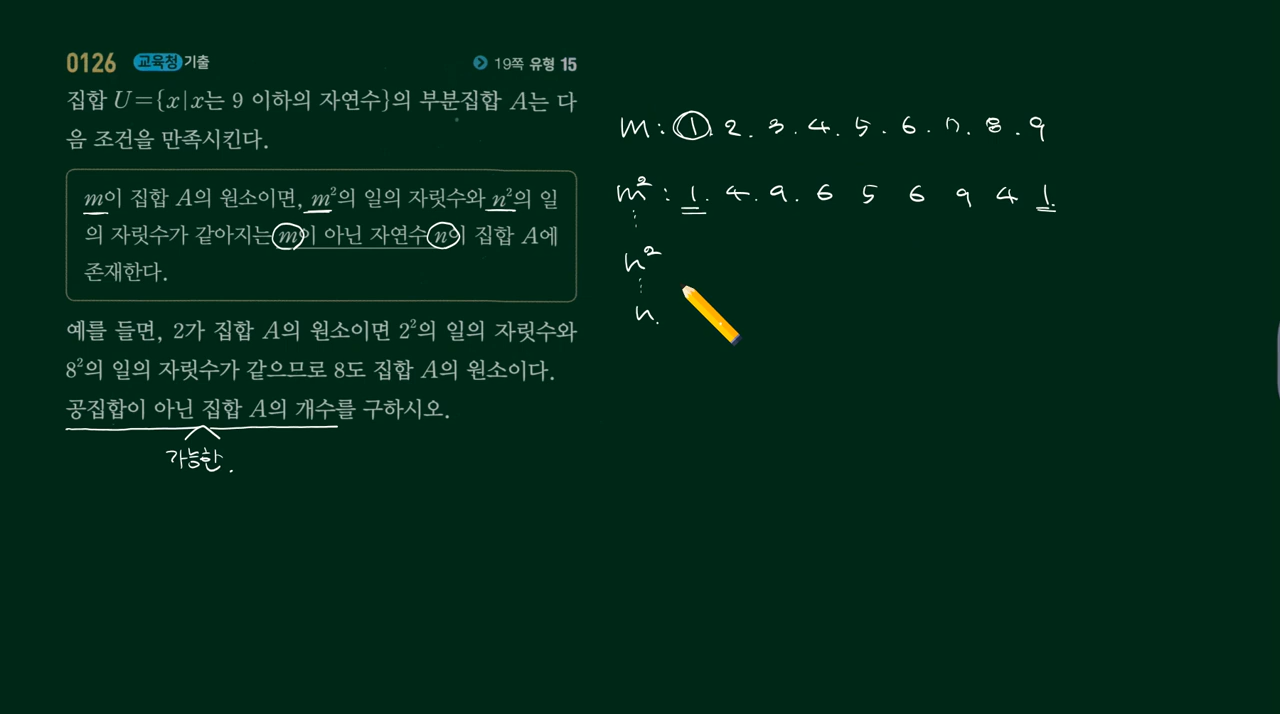 0126 교육청 기출 19쪽 유형 15
집합 U={x|x는 9 이하의 자연수}의 부분집합 A는 다
음 조건을 만족시킨다.
m이 집합 A의 원소이면, m²의 일의 자릿수와 n²의 일
의 자릿수가 같아지는 m이 아닌 자연수 n이 집합 A에
존재한다.
예를 들면, 2가 집합 A의 원소이면 2²의 일의 자릿수와
8²의 일의 자릿수가 같으므로 8도 집합 A의 원소이다.
공집합이 아닌 집합 A의 개수를 구하시오.
가능한.
m : 1. 2. 3. 4. 5. 6. 7. 8. 9
m² : 1. 4. 9. 6 5 6 9 4 1.
n²
n.